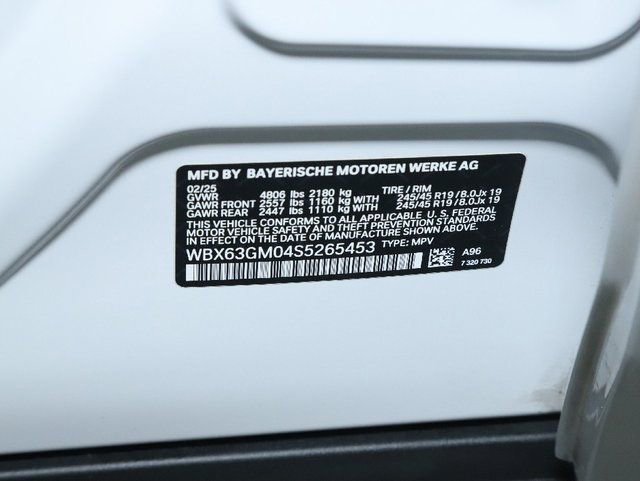 MFD BY BAYERISCHE MOTOREN WERKE AG
02/25 TIRE / RIM
GVWR 4806 lbs 2180 kg
GAWR FRONT 2557 lbs 1160 kg WITH 245/45 R19 / 8.0Jx 19
GAWR REAR 2447 lbs 1110 kg WITH 245/45 R19 / 8.0Jx 19
THIS VEHICLE CONFORMS TO ALL APPLICABLE U. S. FEDERAL
MOTOR VEHICLE SAFETY AND THEFT PREVENTION STANDARDS
IN EFFECT ON THE DATE OF MANUFACTURE SHOWN ABOVE.
WBX63GM04S5265453 TYPE: MPV
A96
7 320 730